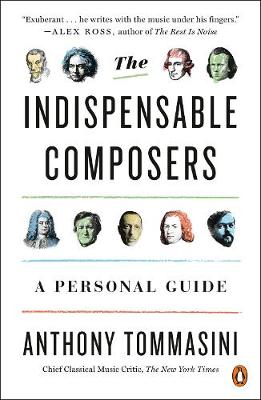 "Exuberant... he writes with the music under his fingers."
—ALEX ROSS, author of The Rest Is Noise
The
INDISPENSABLE
COMPOSERS
A PERSONAL GUIDE
ANTHONY TOMMASINI
Chief Classical Music Critic, The New York Times